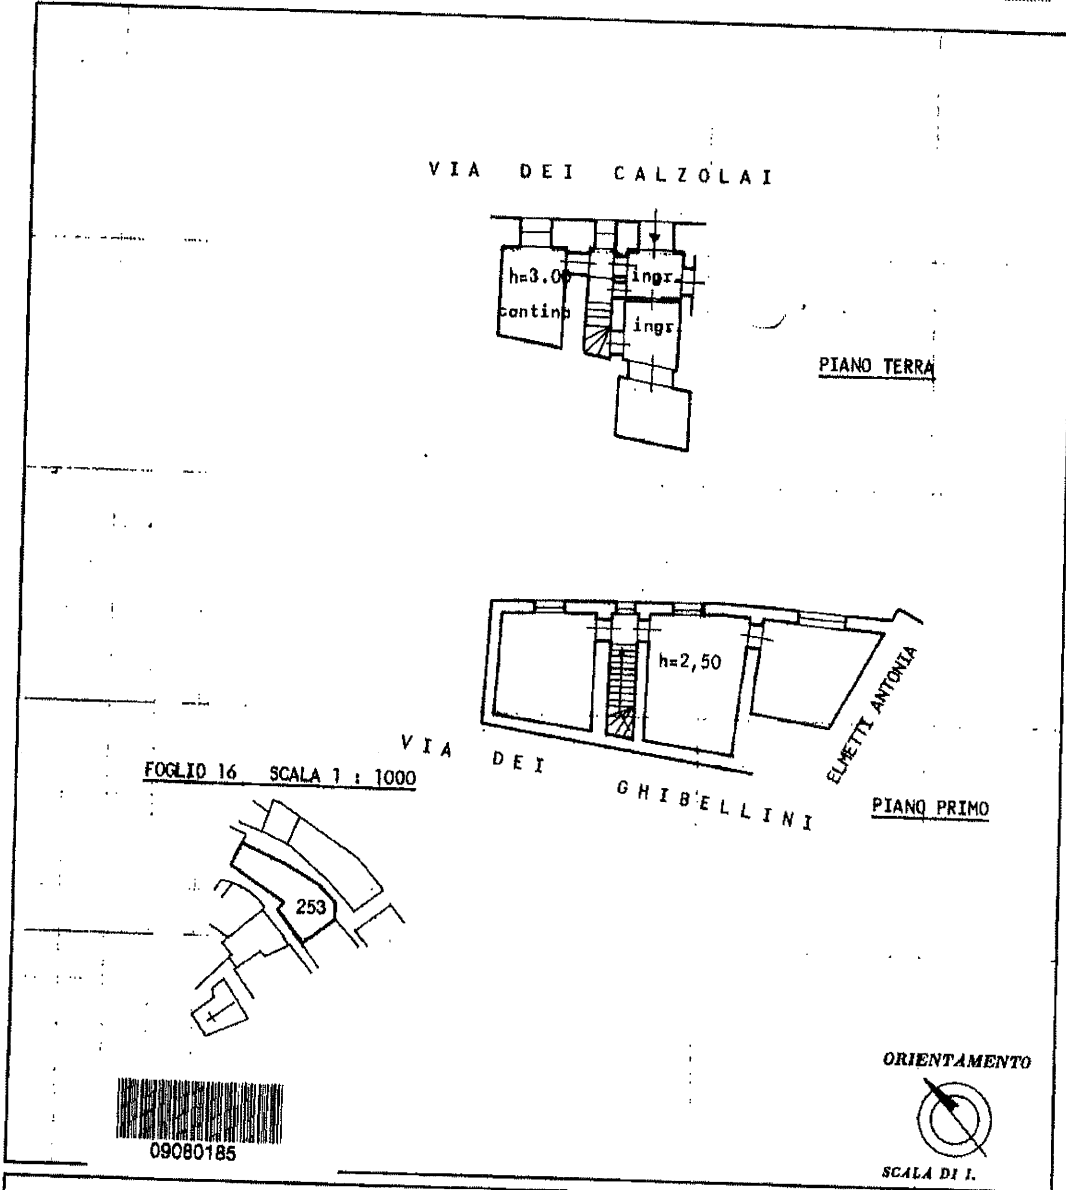 VIA DEI CALZOLAI
h=3.00
cantina
ingr.
ingr.
PIANO TERRA
h=2,50
ELMETTI ANTONIA
VIA DEI GHIBELLINI
PIANO PRIMO
FOGLIO 16 SCALA 1 : 1000
253
09080185
ORIENTAMENTO
SCALA DI 1.